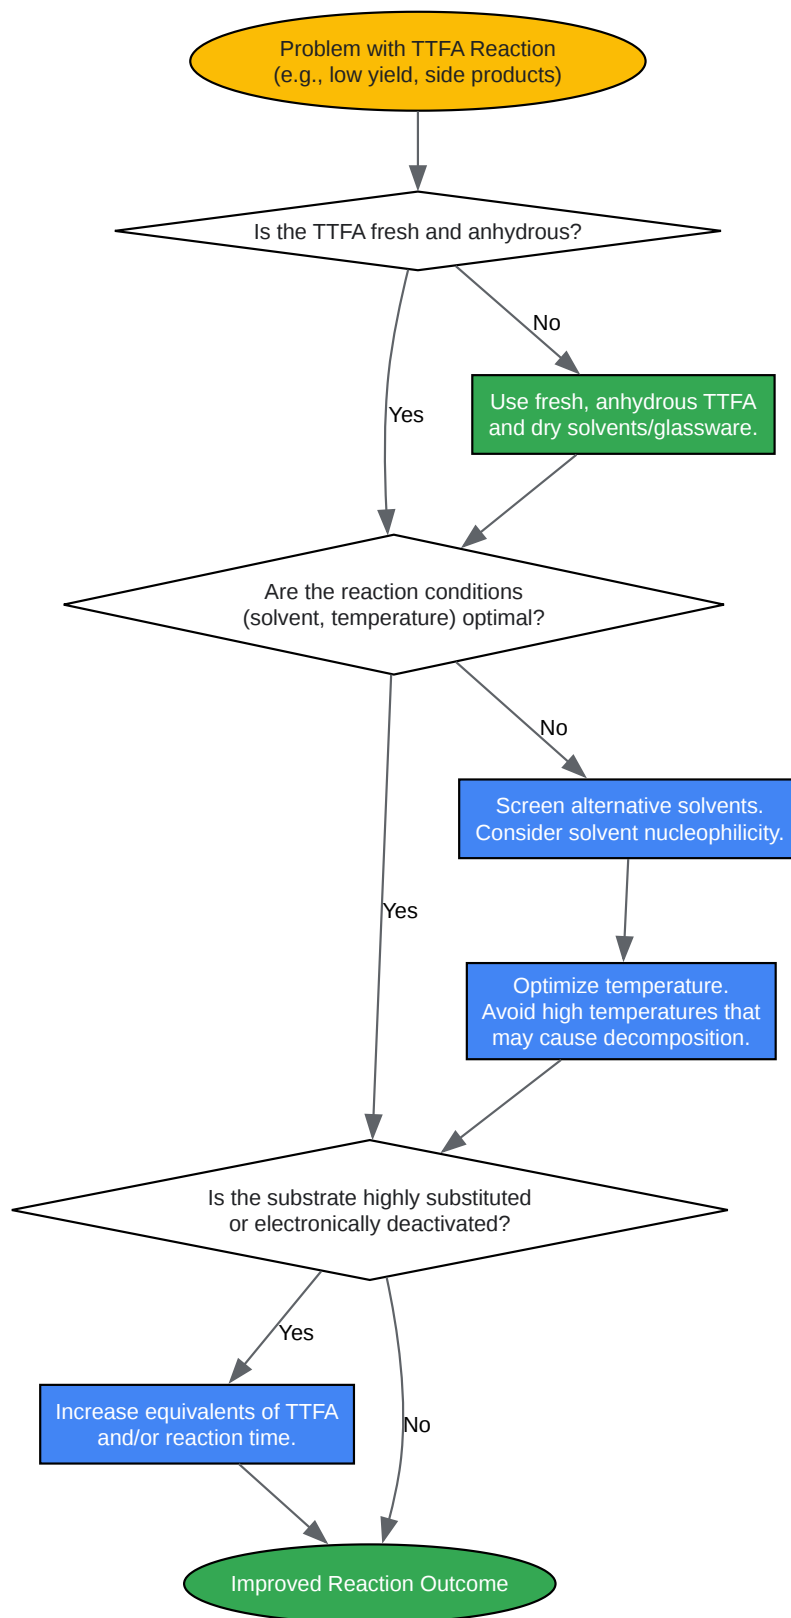 Problem with TTFA Reaction
(e.g., low yield, side products)
Is the TTFA fresh and anhydrous?
No
Yes
Use fresh, anhydrous TTFA
and dry solvents/glassware.
Are the reaction conditions
(solvent, temperature) optimal?
No
Screen alternative solvents.
Consider solvent nucleophilicity.
Yes
Optimize temperature.
Avoid high temperatures that
may cause decomposition.
Is the substrate highly substituted
or electronically deactivated?
Yes
Increase equivalents of TTFA
and/or reaction time.
No
Improved Reaction Outcome